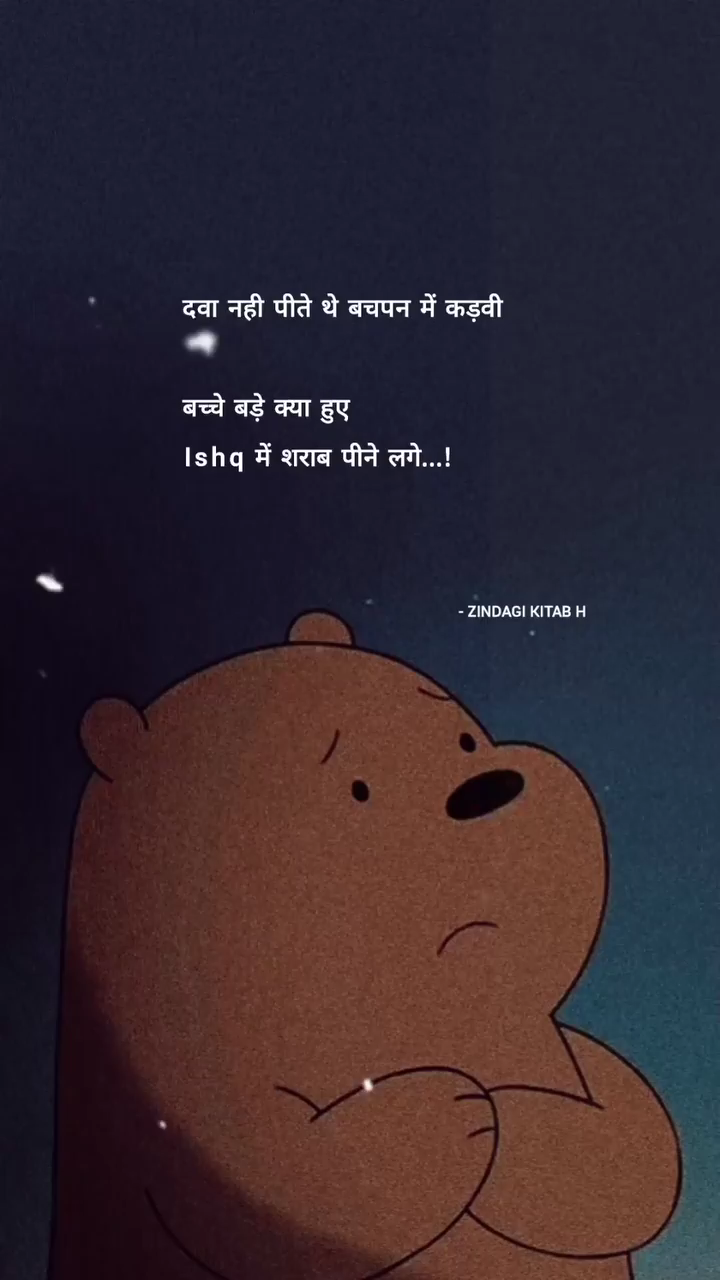 दवा नही पीते थे बचपन में कड़वी
बच्चे बड़े क्या हुए
Ishq में शराब पीने लगे...!
- ZINDAGI KITAB H